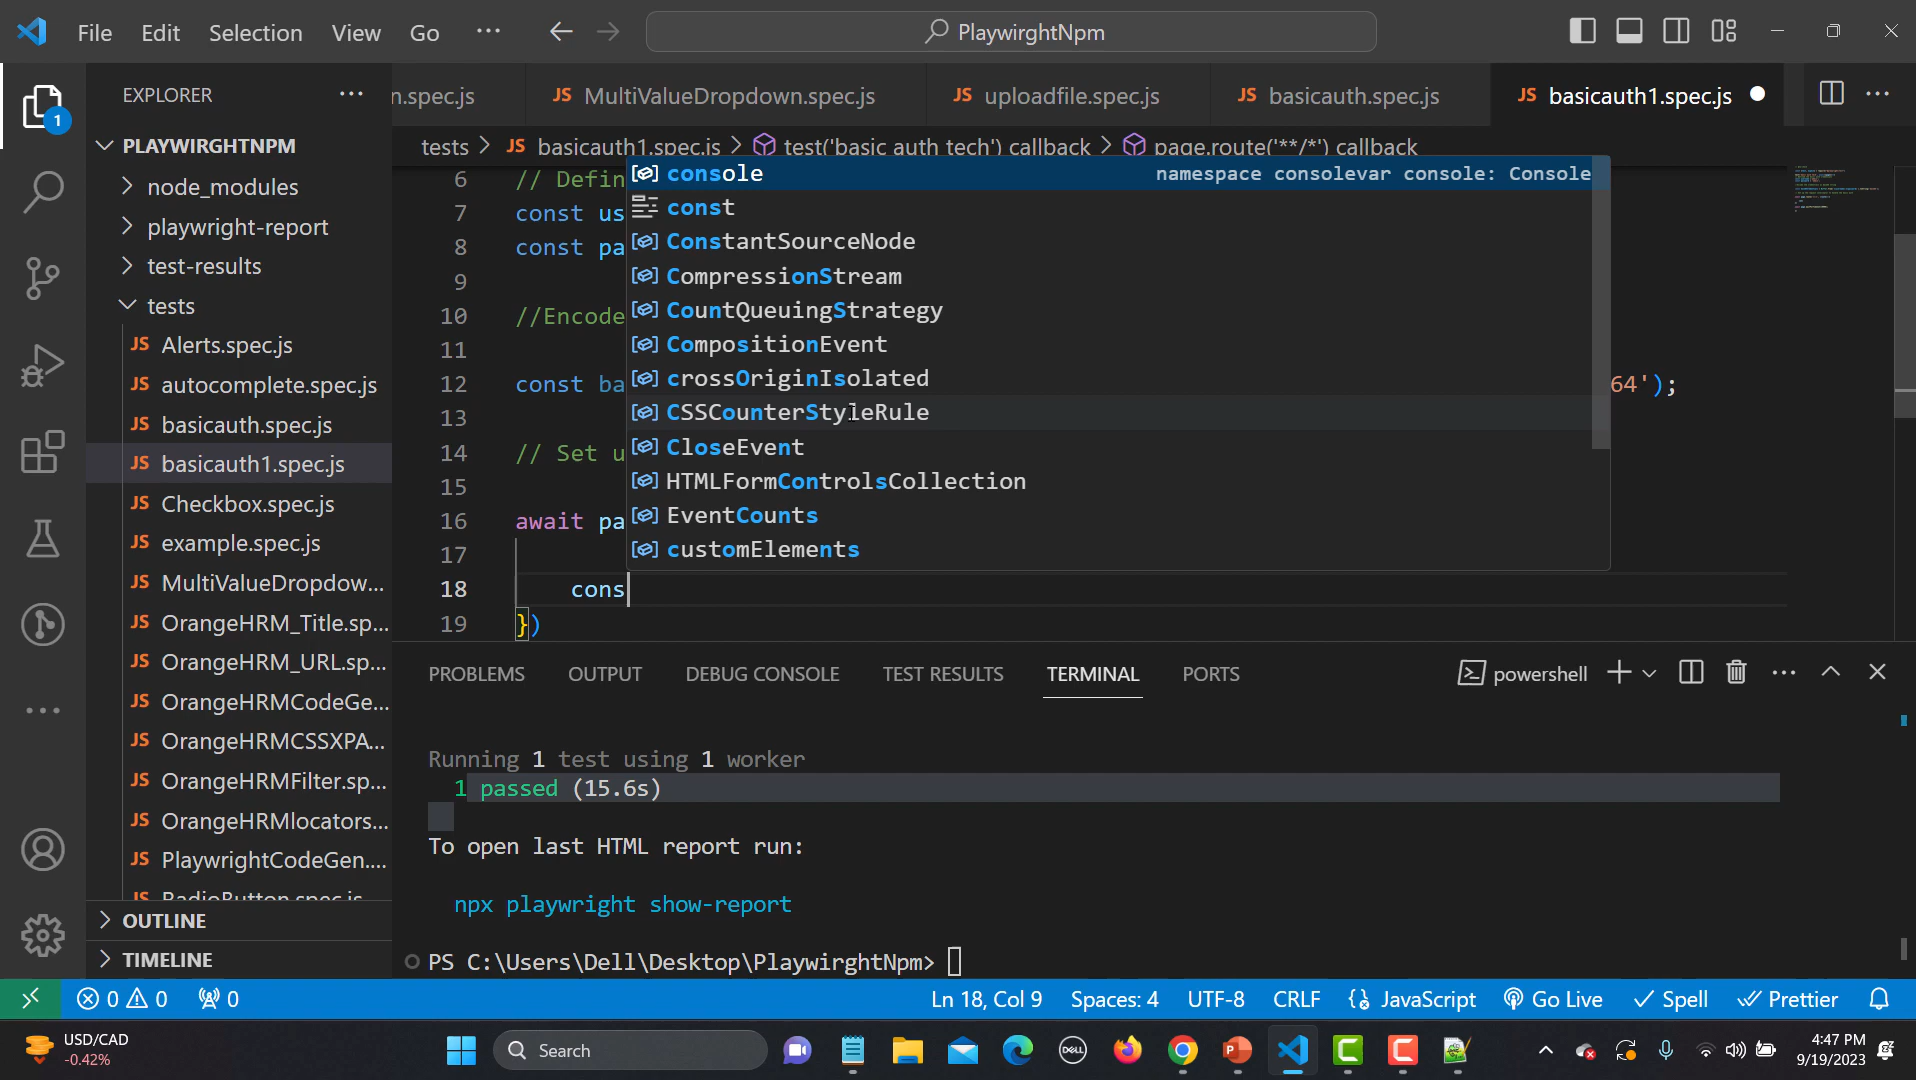 File Edit Selection View Go ···
PlaywirghtNpm
EXPLORER
n.spec.js
JS MultiValueDropdown.spec.js
JS uploadfile.spec.js
JS basicauth.spec.js
JS basicauth1.spec.js
PLAYWIRGHTNPM
node_modules
playwright-report
test-results
tests
JS Alerts.spec.js
JS autocomplete.spec.js
JS basicauth.spec.js
JS basicauth1.spec.js
JS Checkbox.spec.js
JS example.spec.js
JS MultiValueDropdow...
JS OrangeHRM_Title.sp...
JS OrangeHRM_URL.sp...
JS OrangeHRMCodeGe...
JS OrangeHRMCSSXPA...
JS OrangeHRMFilter.sp...
JS OrangeHRMlocators...
JS PlaywrightCodeGen....
JS RadioButton.spec.js
OUTLINE
TIMELINE
1
tests > JS basicauth1.spec.js > test('basic auth tech') callback > page.route('**/*') callback
6 // Defin
7 const us
8 const pa
9
10 //Encode
11
12 const ba
64');
13
14 // Set u
15
16 await pa
17
18 cons
19 })
console namespace consolevar console: Console
const
ConstantSourceNode
CompressionStream
CountQueuingStrategy
CompositionEvent
crossOriginIsolated
CSSCounterStyleRule
CloseEvent
HTMLFormControlsCollection
EventCounts
customElements
PROBLEMS OUTPUT DEBUG CONSOLE TEST RESULTS TERMINAL PORTS
powershell
Running 1 test using 1 worker
1 passed (15.6s)
To open last HTML report run:
npx playwright show-report
PS C:\Users\Dell\Desktop\PlaywirghtNpm>
0 0 0 Ln 18, Col 9 Spaces: 4 UTF-8 CRLF {} JavaScript Go Live Spell Prettier
USD/CAD
-0.42%
Search
DELL
4:47 PM
9/19/2023